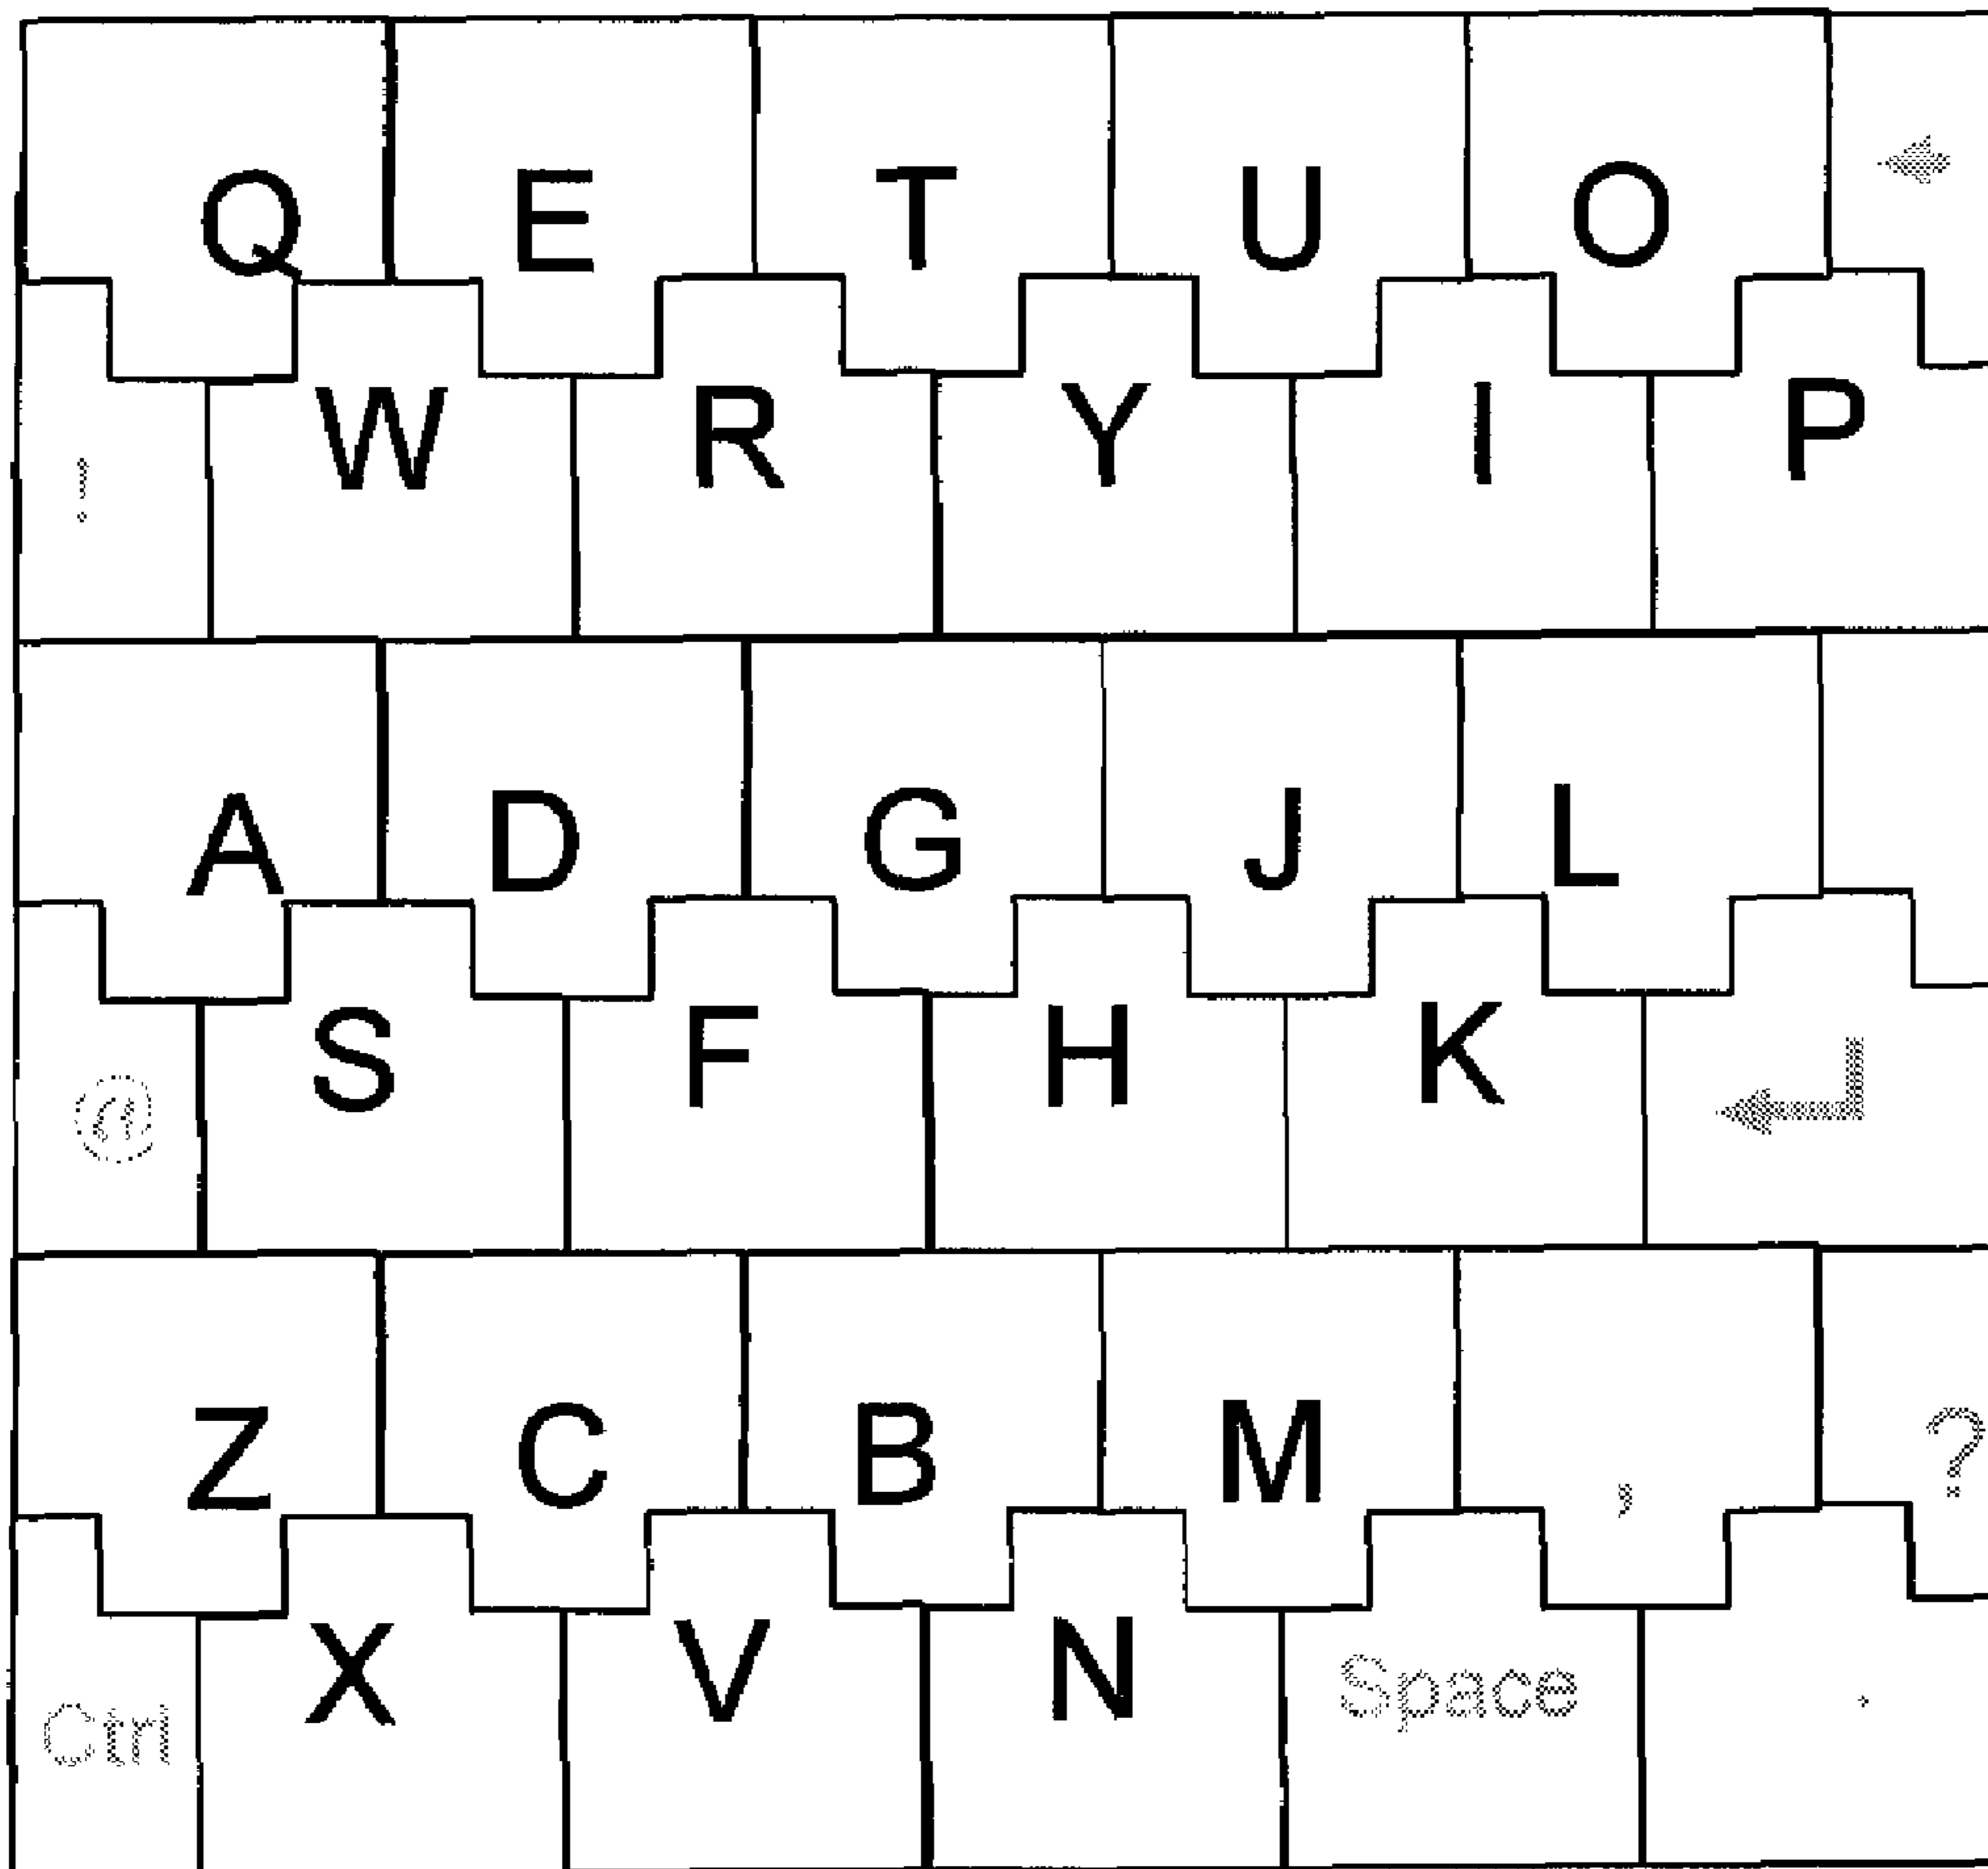 Q E T U O
! W R Y I P
A D G J L
@ S F H K
Z C B M , ?
Ctrl X V N Space .